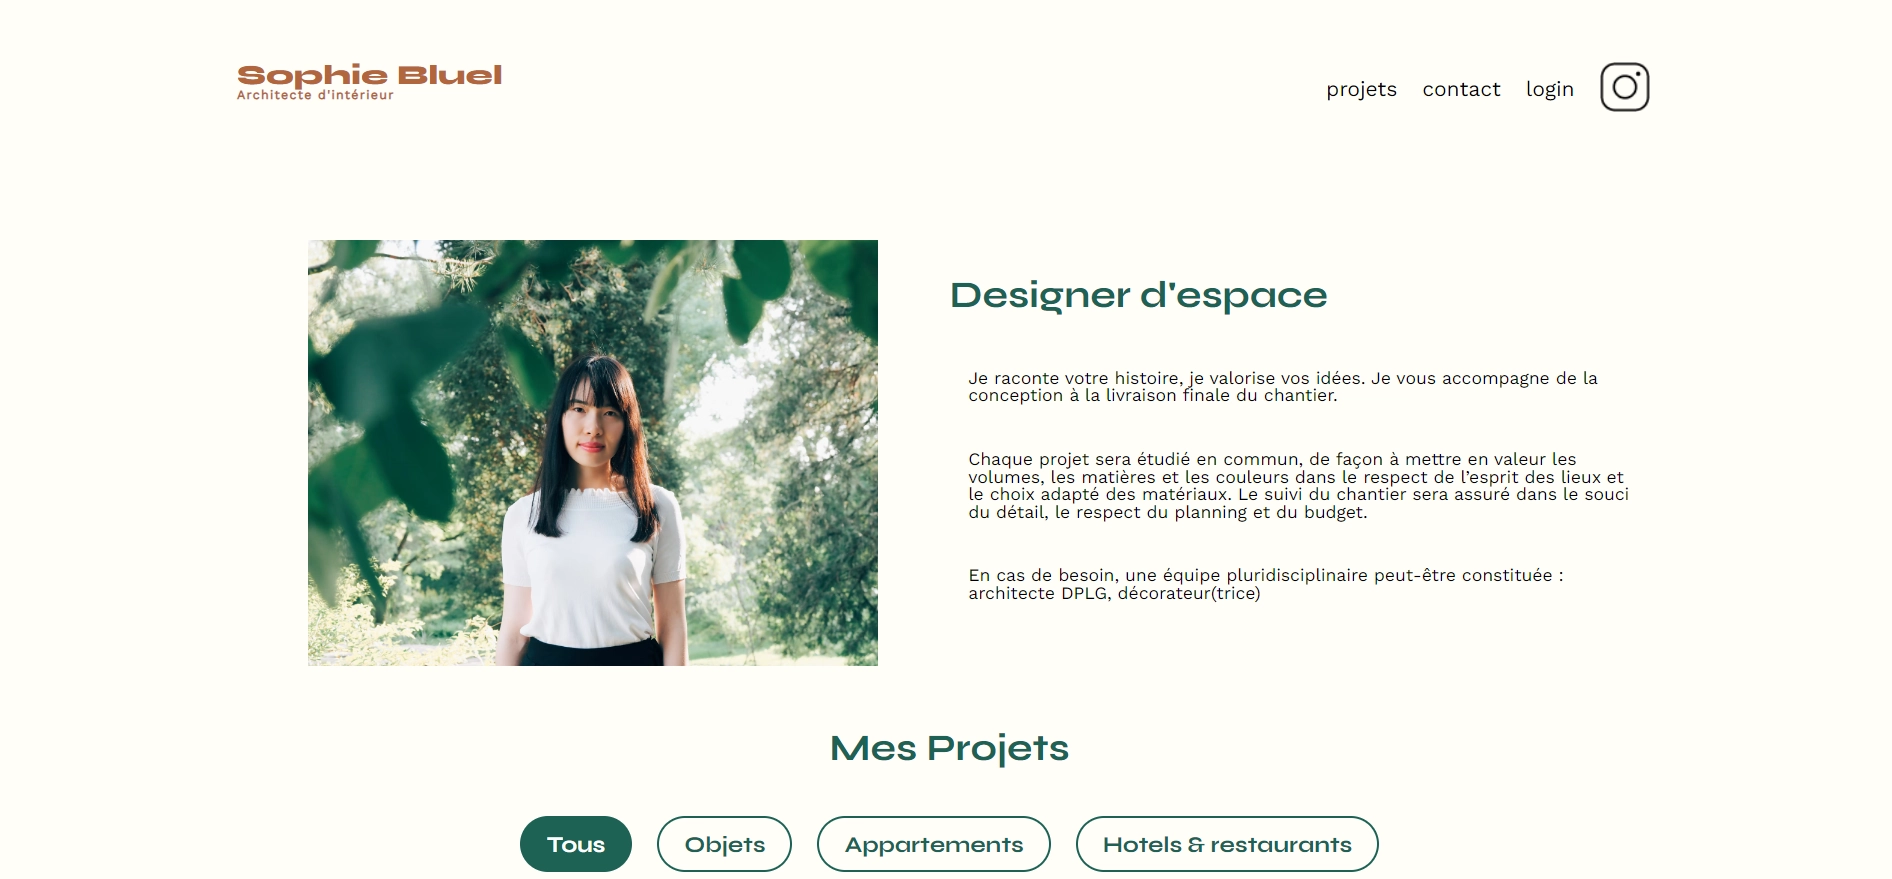 Sophie Bluel
Architecte d'intérieur
projets contact login
Designer d'espace
Je raconte votre histoire, je valorise vos idées. Je vous accompagne de la
conception à la livraison finale du chantier.
Chaque projet sera étudié en commun, de façon à mettre en valeur les
volumes, les matières et les couleurs dans le respect de l’esprit des lieux et
le choix adapté des matériaux. Le suivi du chantier sera assuré dans le souci
du détail, le respect du planning et du budget.
En cas de besoin, une équipe pluridisciplinaire peut-être constituée :
architecte DPLG, décorateur(trice)
Mes Projets
Tous Objets Appartements Hotels & restaurants